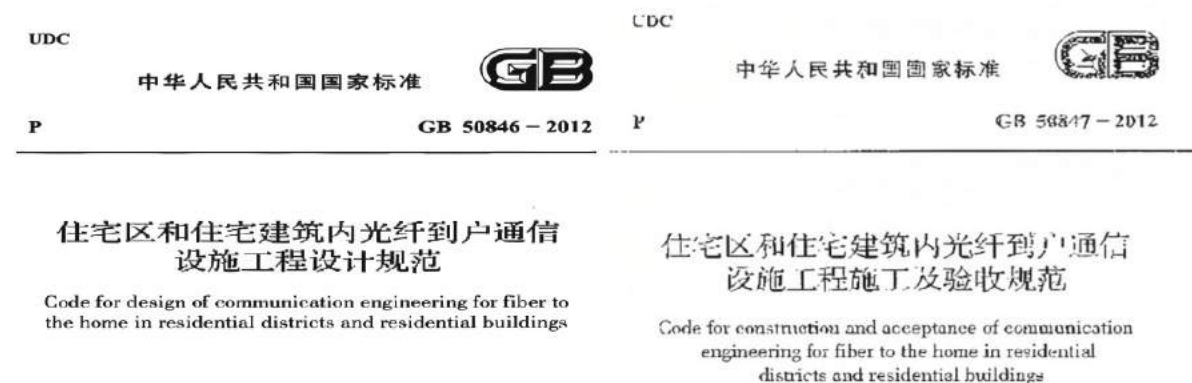 UDC
中华人民共和国国家标准
GB
P
GB 50846－2012
住宅区和住宅建筑内光纤到户通信
设施工程设计规范
Code for design of communication engineering for fiber to
the home in residential districts and residential buildings
UDC
中华人民共和国国家标准
GB
P
GB 50847－2012
住宅区和住宅建筑内光纤到户通信
设施工程施工及验收规范
Code for construction and acceptance of communication
engineering for fiber to the home in residential
districts and residential buildings